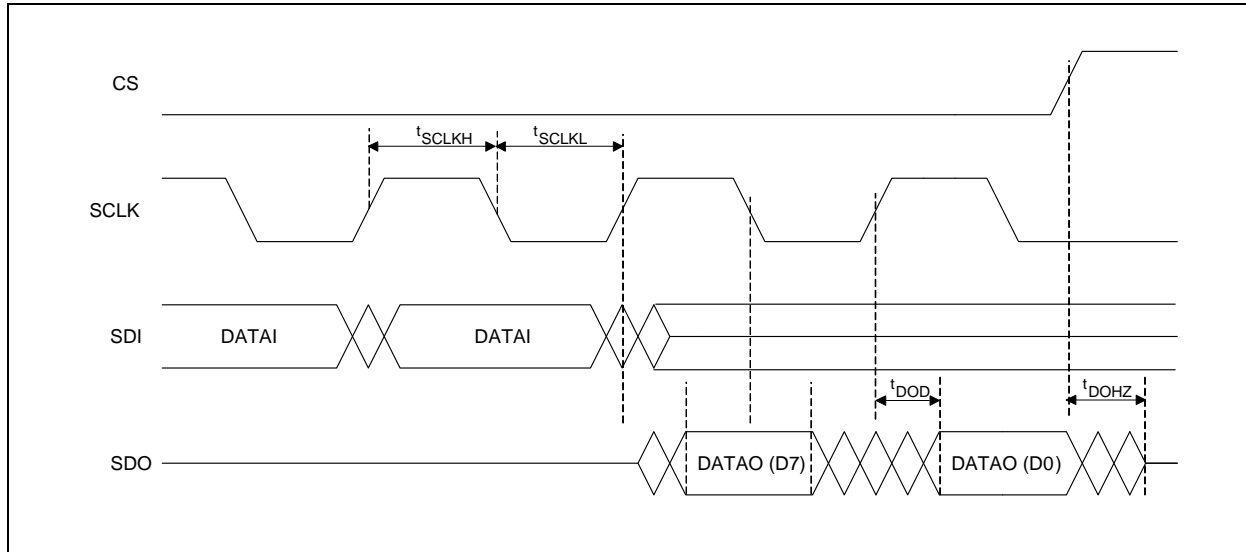 CS
tSCLKH
tSCLKL
SCLK
SDI
DATAI
DATAI
tDOD
tDOHZ
SDO
DATAO (D7)
DATAO (D0)